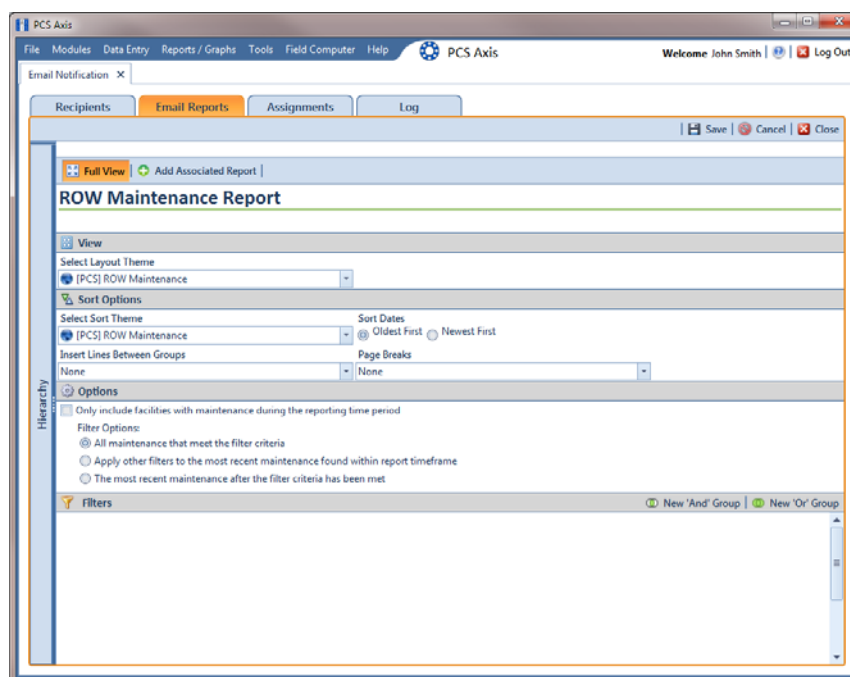 PCS Axis
File Modules Data Entry Reports / Graphs Tools Field Computer Help PCS Axis Welcome John Smith | Log Out
Email Notification X
Recipients Email Reports Assignments Log
| Save | Cancel | Close
Full View | Add Associated Report |
ROW Maintenance Report
View
Select Layout Theme
[PCS] ROW Maintenance
Sort Options
Select Sort Theme Sort Dates
[PCS] ROW Maintenance Oldest First Newest First
Insert Lines Between Groups Page Breaks
None None
Hierarchy
Options
Only include facilities with maintenance during the reporting time period
Filter Options:
All maintenance that meet the filter criteria
Apply other filters to the most recent maintenance found within report timeframe
The most recent maintenance after the filter criteria has been met
Filters New 'And' Group | New 'Or' Group